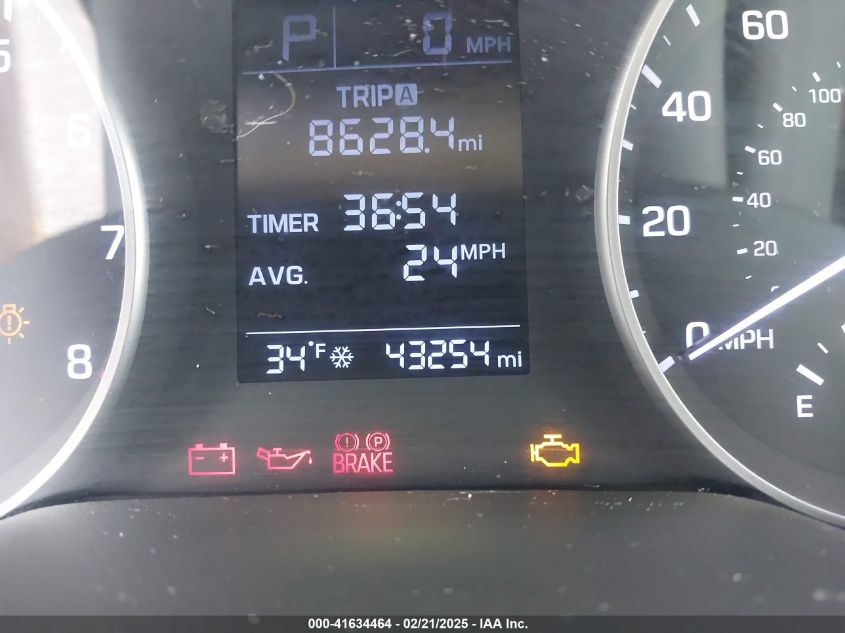 P 0 MPH
TRIP A
8628.4 mi
TIMER 36:54
AVG. 24 MPH
34°F 43254 mi
5
6
7
8
60
40
20
0 MPH
100
80
60
40
20
E
BRAKE
P
000-41634464 - 02/21/2025 - IAA Inc.